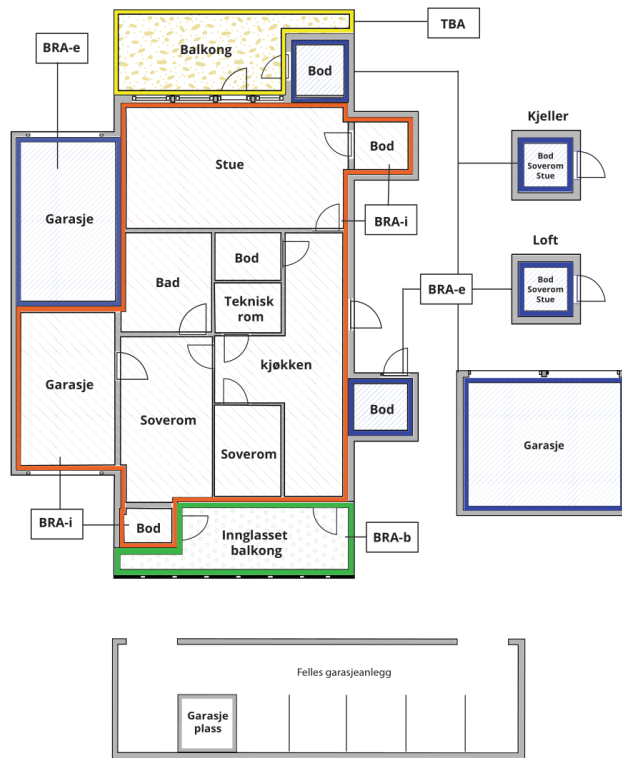 TBA
BRA-e
Balkong
Bod
Kjeller
Bod
Stue
Bod
Soverom
Stue
Garasje
BRA-i
Loft
Bod
Bad
Bod
Soverom
Stue
BRA-e
Teknisk
rom
kjøkken
Garasje
Bod
Soverom
Garasje
Soverom
BRA-i
Bod
Innglasset
balkong
BRA-b
Felles garasjeanlegg
Garasje
plass